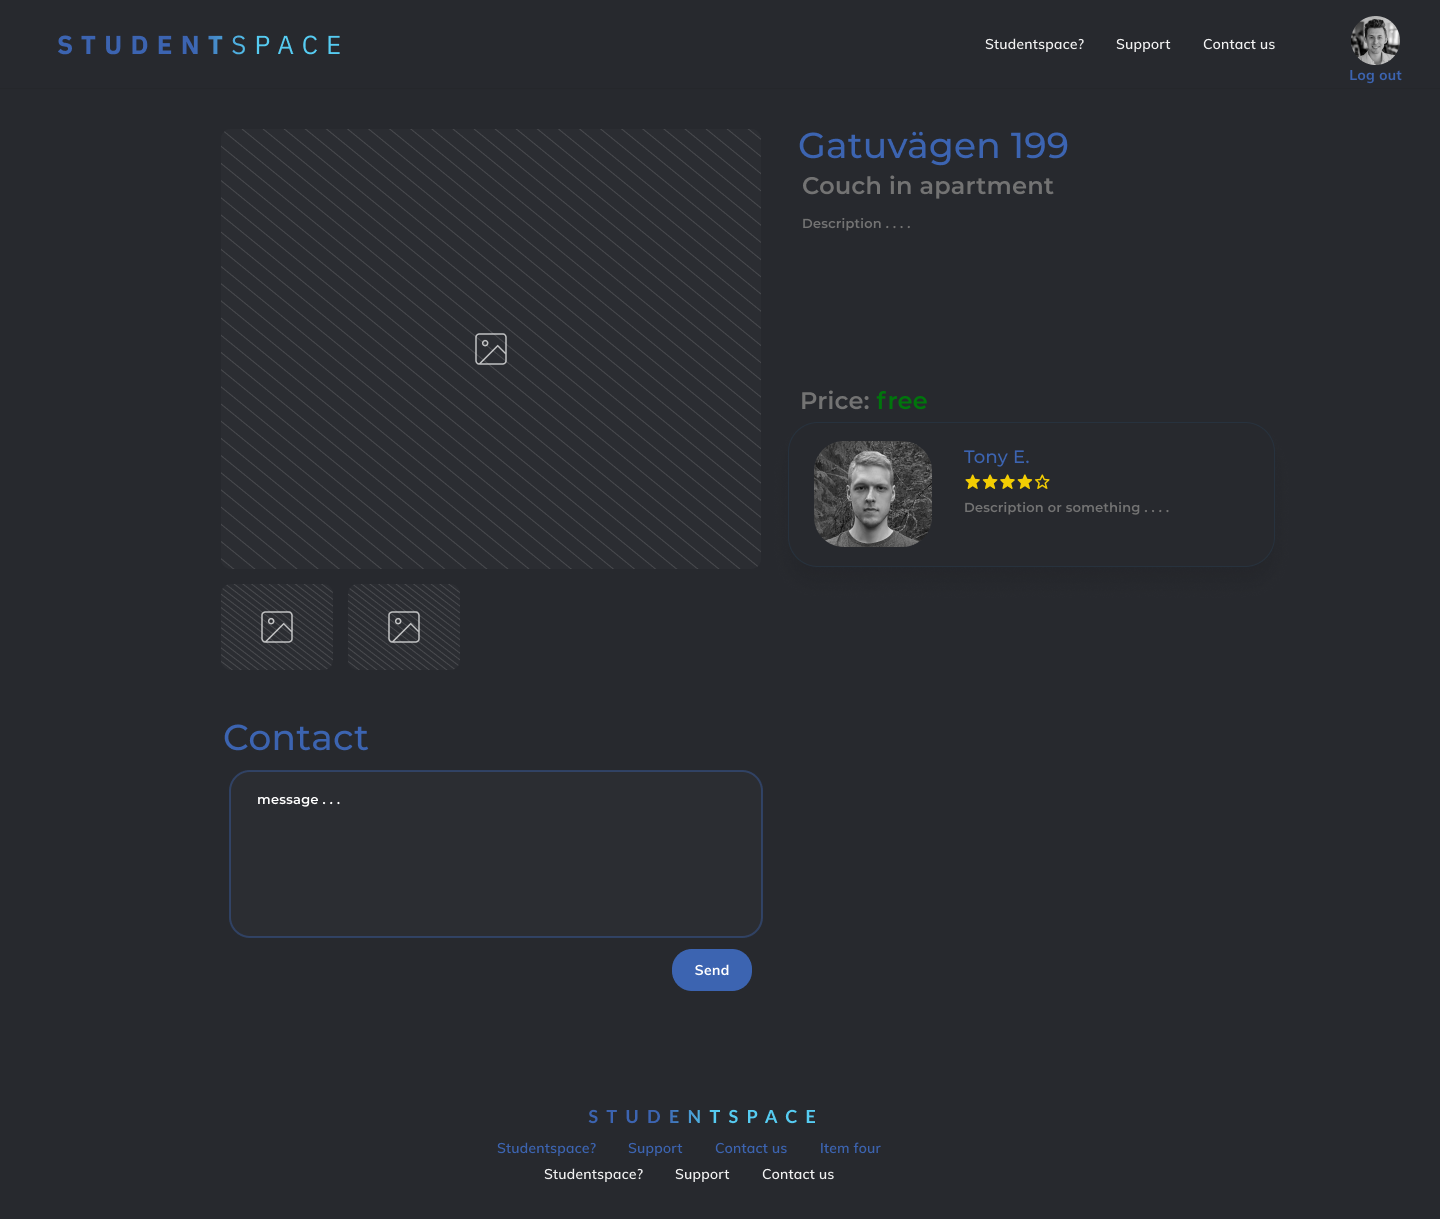 STUDENTSPACE
Studentspace? Support Contact us
Log out
Gatuvägen 199
Couch in apartment
Description . . . .
Price: free
Tony E.
Description or something . . . .
Contact
message . . .
Send
STUDENTSPACE
Studentspace? Support Contact us Item four
Studentspace? Support Contact us